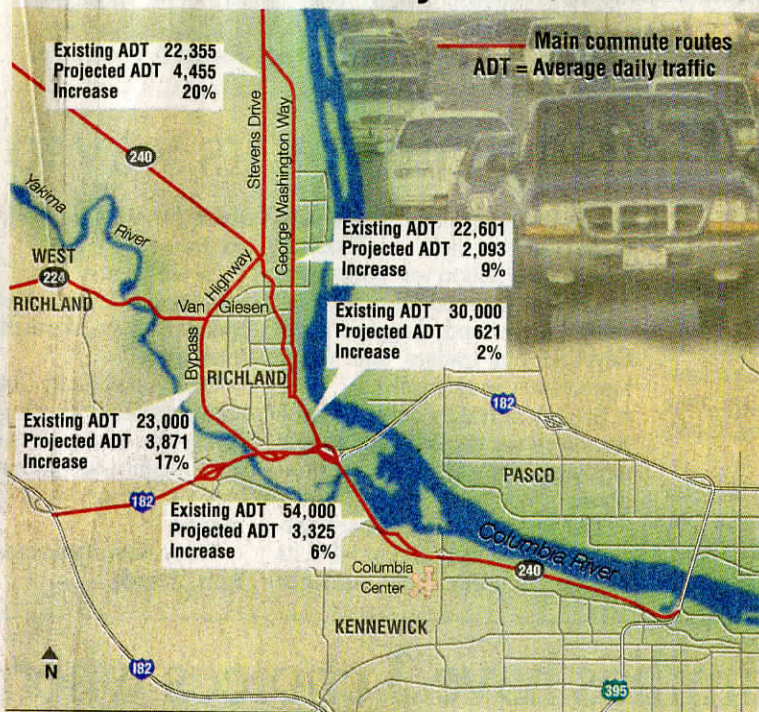 Main commute routes
ADT = Average daily traffic
Existing ADT 22,355
Projected ADT 4,455
Increase 20%
240
Stevens Drive
George Washington Way
Yakima
River
WEST
224
RICHLAND
Van Giesen
Bypass Highway
Existing ADT 22,601
Projected ADT 2,093
Increase 9%
Existing ADT 30,000
Projected ADT 621
Increase 2%
RICHLAND
182
Existing ADT 23,000
Projected ADT 3,871
Increase 17%
PASCO
182
Existing ADT 54,000
Projected ADT 3,325
Increase 6%
Columbia River
Columbia
Center
240
KENNEWICK
N
182
395